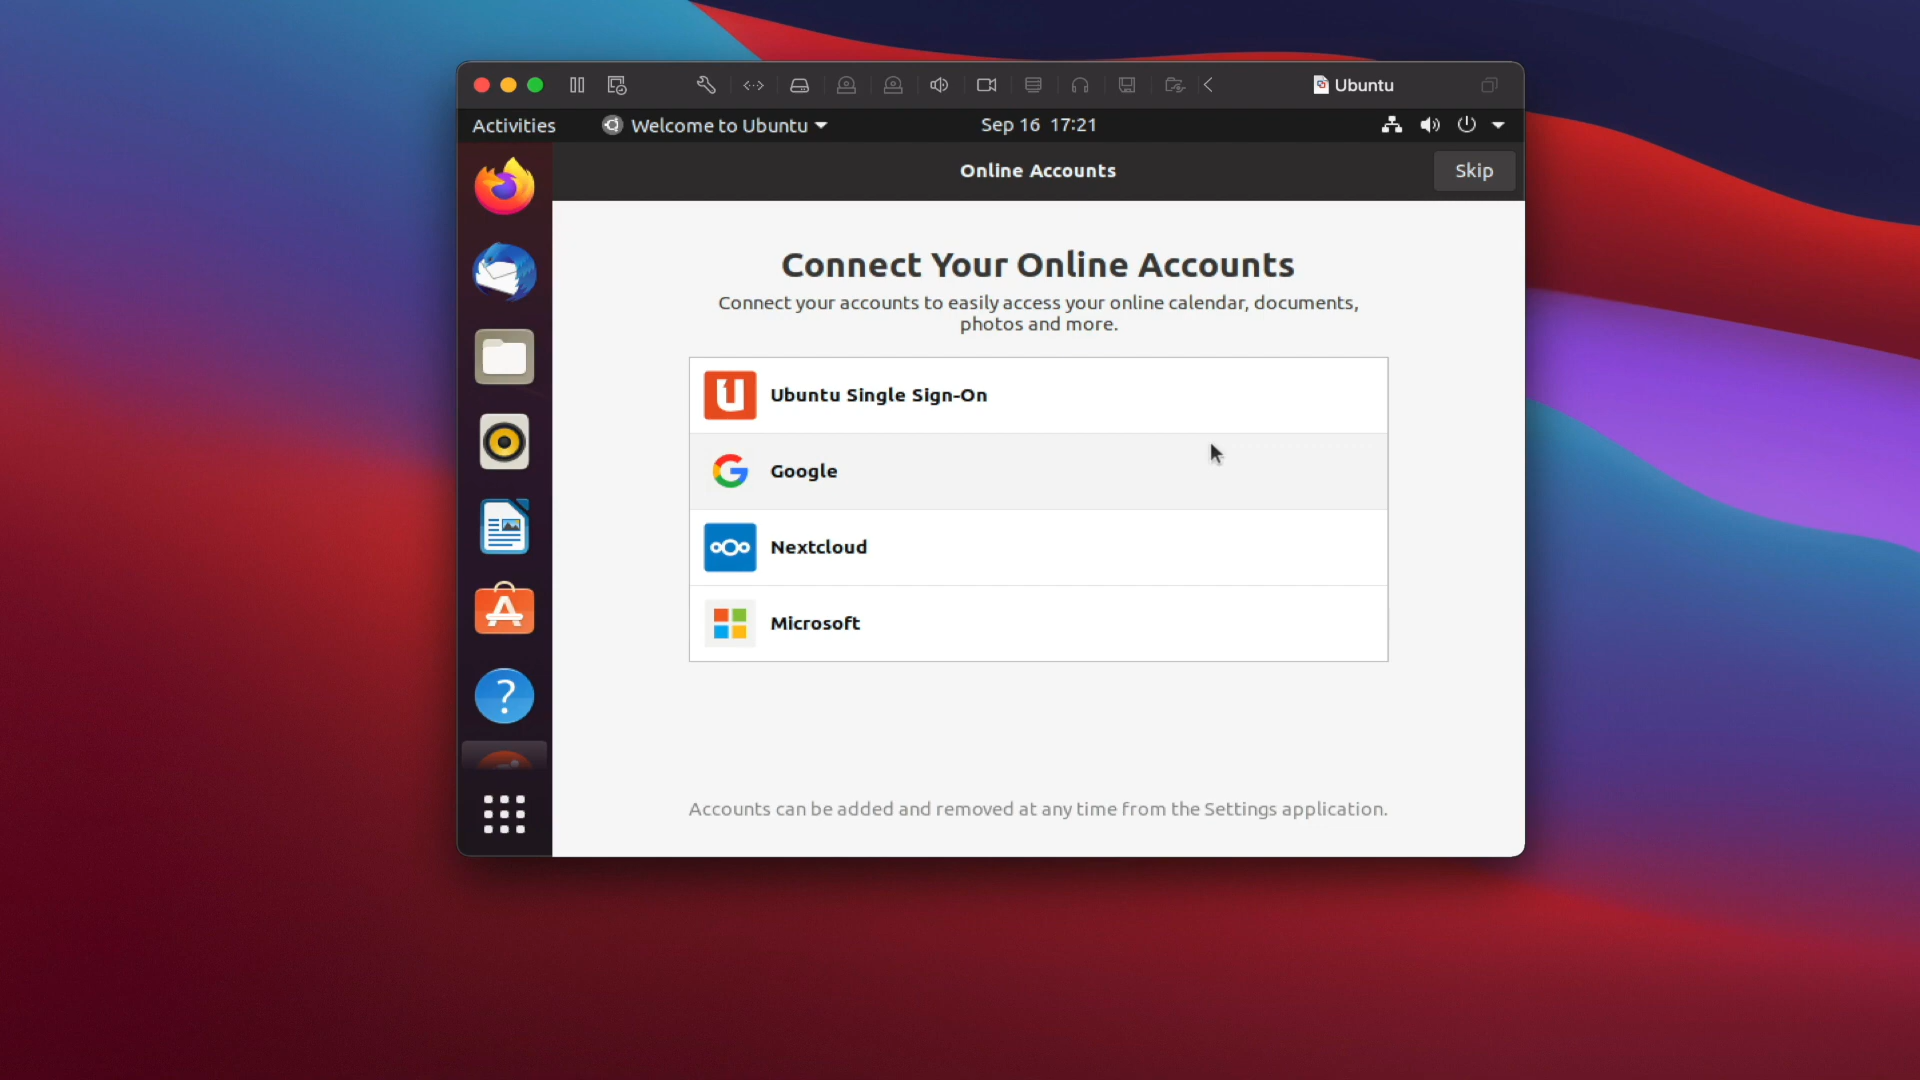 Ubuntu
Activities
Welcome to Ubuntu
Sep 16 17:21
Online Accounts
Skip
Connect Your Online Accounts
Connect your accounts to easily access your online calendar, documents,
photos and more.
Ubuntu Single Sign-On
Google
Nextcloud
Microsoft
Accounts can be added and removed at any time from the Settings application.